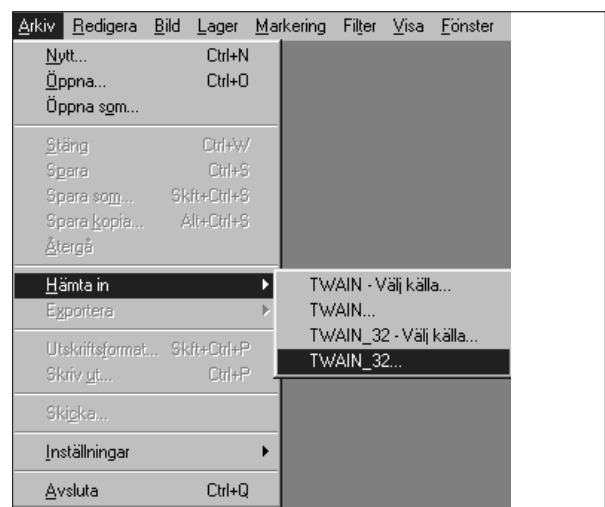 Arkiv Redigera Bild Lager Markering Filter Visa Fönster
Nytt... Ctrl+N
Öppna... Ctrl+O
Öppna som...
Stäng Ctrl+W
Spara Ctrl+S
Spara som... Skft+Ctrl+S
Spara kopia... Alt+Ctrl+S
Återgå
Hämta in
Exportera
Utskriftsformat... Skft+Ctrl+P
Skriv ut... Ctrl+P
Skicka...
Inställningar
Avsluta Ctrl+Q
TWAIN - Välj källa...
TWAIN...
TWAIN_32 - Välj källa...
TWAIN_32...